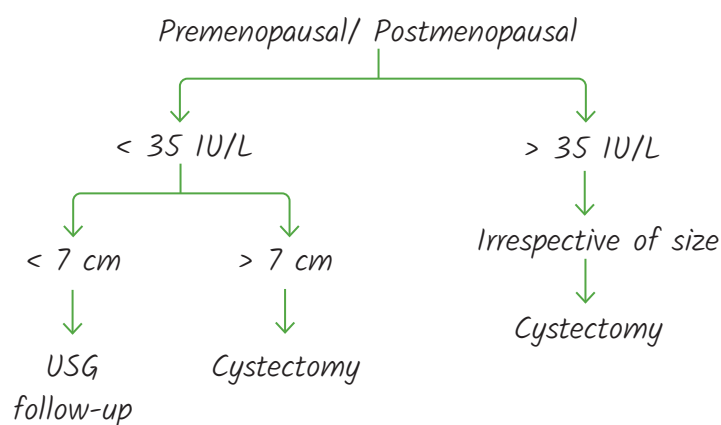 Premenopausal/ Postmenopausal
< 35 IU/L
> 35 IU/L
< 7 cm
> 7 cm
Irrespective of size
USG
follow-up
Cystectomy
Cystectomy